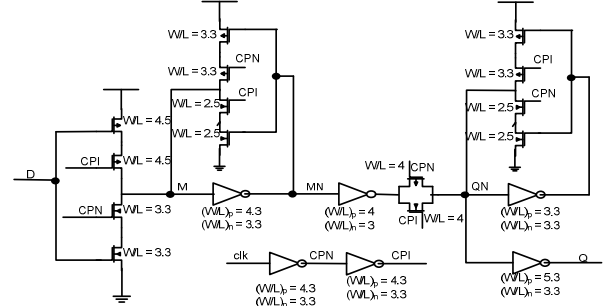 W/L = 3.3
W/L = 3.3
CPN
CPI
W/L = 2.5
W/L = 2.5
W/L = 3.3
W/L = 3.3
CPI
CPN
W/L = 2.5
W/L = 2.5
W/L = 4.5
D
CPI
W/L = 4.5
CPN
W/L = 3.3
W/L = 3.3
M
(W/L)p = 4.3
(W/L)n = 3.3
MN
(W/L)p = 4
(W/L)n = 3
W/L = 4
CPN
CPI
W/L = 4
QN
(W/L)p = 3.3
(W/L)n = 3.3
clk
CPN
CPI
(W/L)p = 4.3
(W/L)n = 3.3
(W/L)p = 4.3
(W/L)n = 3.3
Q
(W/L)p = 5.3
(W/L)n = 3.3